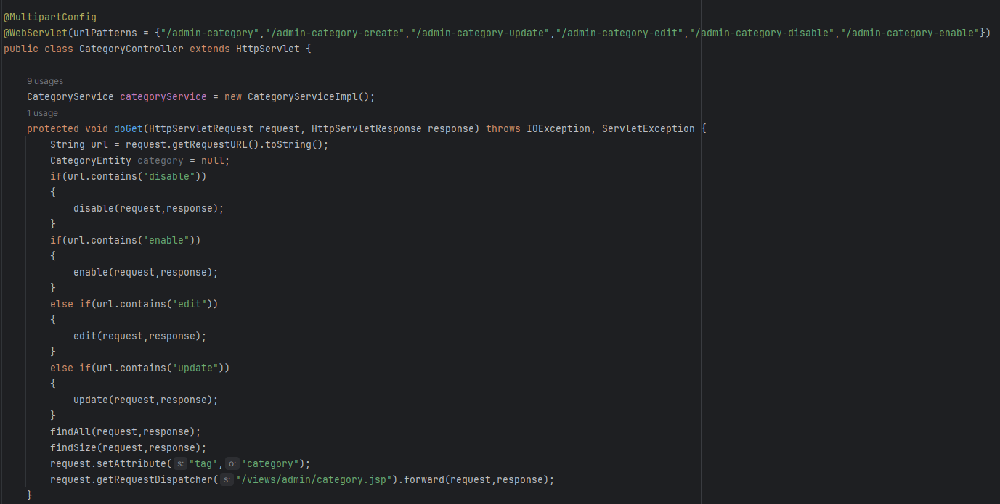 @MultipartConfig
@WebServlet(urlPatterns = {"/admin-category","/admin-category-create","/admin-category-update","/admin-category-edit","/admin-category-disable","/admin-category-enable"})
public class CategoryController extends HttpServlet {
9 usages
CategoryService categoryService = new CategoryServiceImpl();
1 usage
protected void doGet(HttpServletRequest request, HttpServletResponse response) throws IOException, ServletException {
String url = request.getRequestURL().toString();
CategoryEntity category = null;
if(url.contains("disable"))
{
disable(request,response);
}
if(url.contains("enable"))
{
enable(request,response);
}
else if(url.contains("edit"))
{
edit(request,response);
}
else if(url.contains("update"))
{
update(request,response);
}
findAll(request,response);
findSize(request,response);
request.setAttribute( s: "tag", o: "category");
request.getRequestDispatcher( s: "/views/admin/category.jsp").forward(request,response);
}